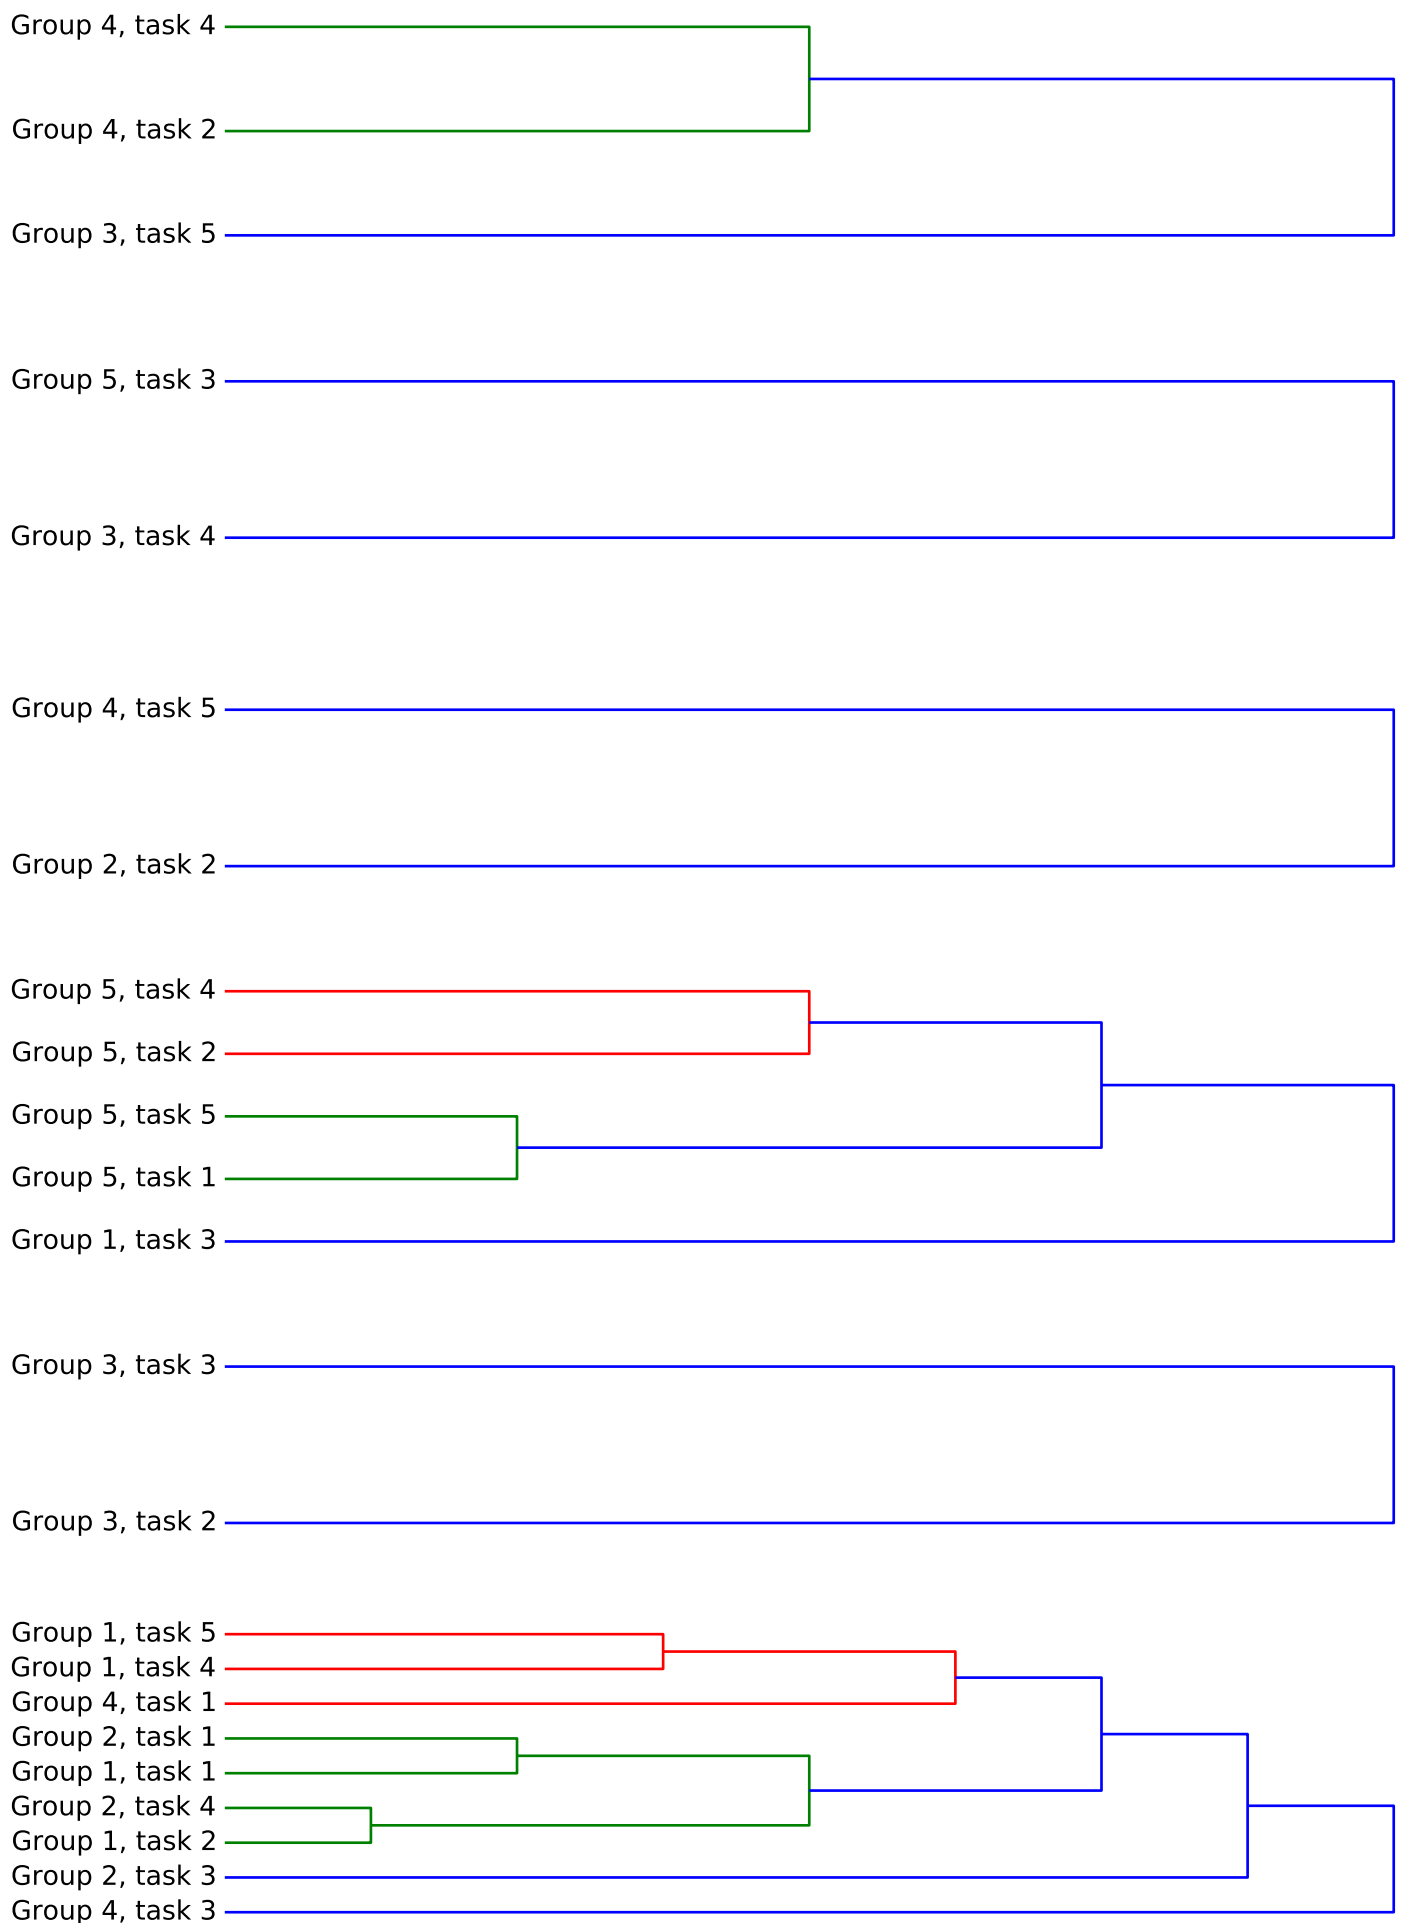 Group 4, task 4
Group 4, task 2
Group 3, task 5
Group 5, task 3
Group 3, task 4
Group 4, task 5
Group 2, task 2
Group 5, task 4
Group 5, task 2
Group 5, task 5
Group 5, task 1
Group 1, task 3
Group 3, task 3
Group 3, task 2
Group 1, task 5
Group 1, task 4
Group 4, task 1
Group 2, task 1
Group 1, task 1
Group 2, task 4
Group 1, task 2
Group 2, task 3
Group 4, task 3